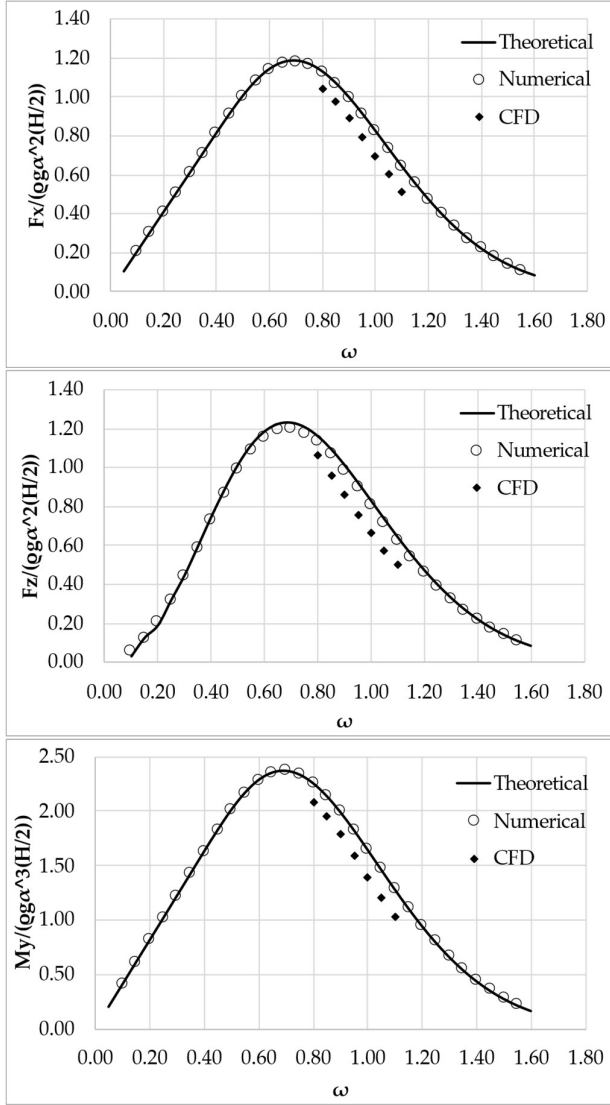 1.40
1.20
1.00
0.80
0.60
0.40
0.20
0.00
Fx/(ϱgα^2(H/2))
Theoretical
Numerical
CFD
0.00 0.20 0.40 0.60 0.80 1.00 1.20 1.40 1.60 1.80
ω
1.40
1.20
1.00
0.80
0.60
0.40
0.20
0.00
Fz/(ϱgα^2(H/2))
Theoretical
Numerical
CFD
0.00 0.20 0.40 0.60 0.80 1.00 1.20 1.40 1.60 1.80
ω
2.50
2.00
1.50
1.00
0.50
0.00
My/(ϱgα^3(H/2))
Theoretical
Numerical
CFD
0.00 0.20 0.40 0.60 0.80 1.00 1.20 1.40 1.60 1.80
ω